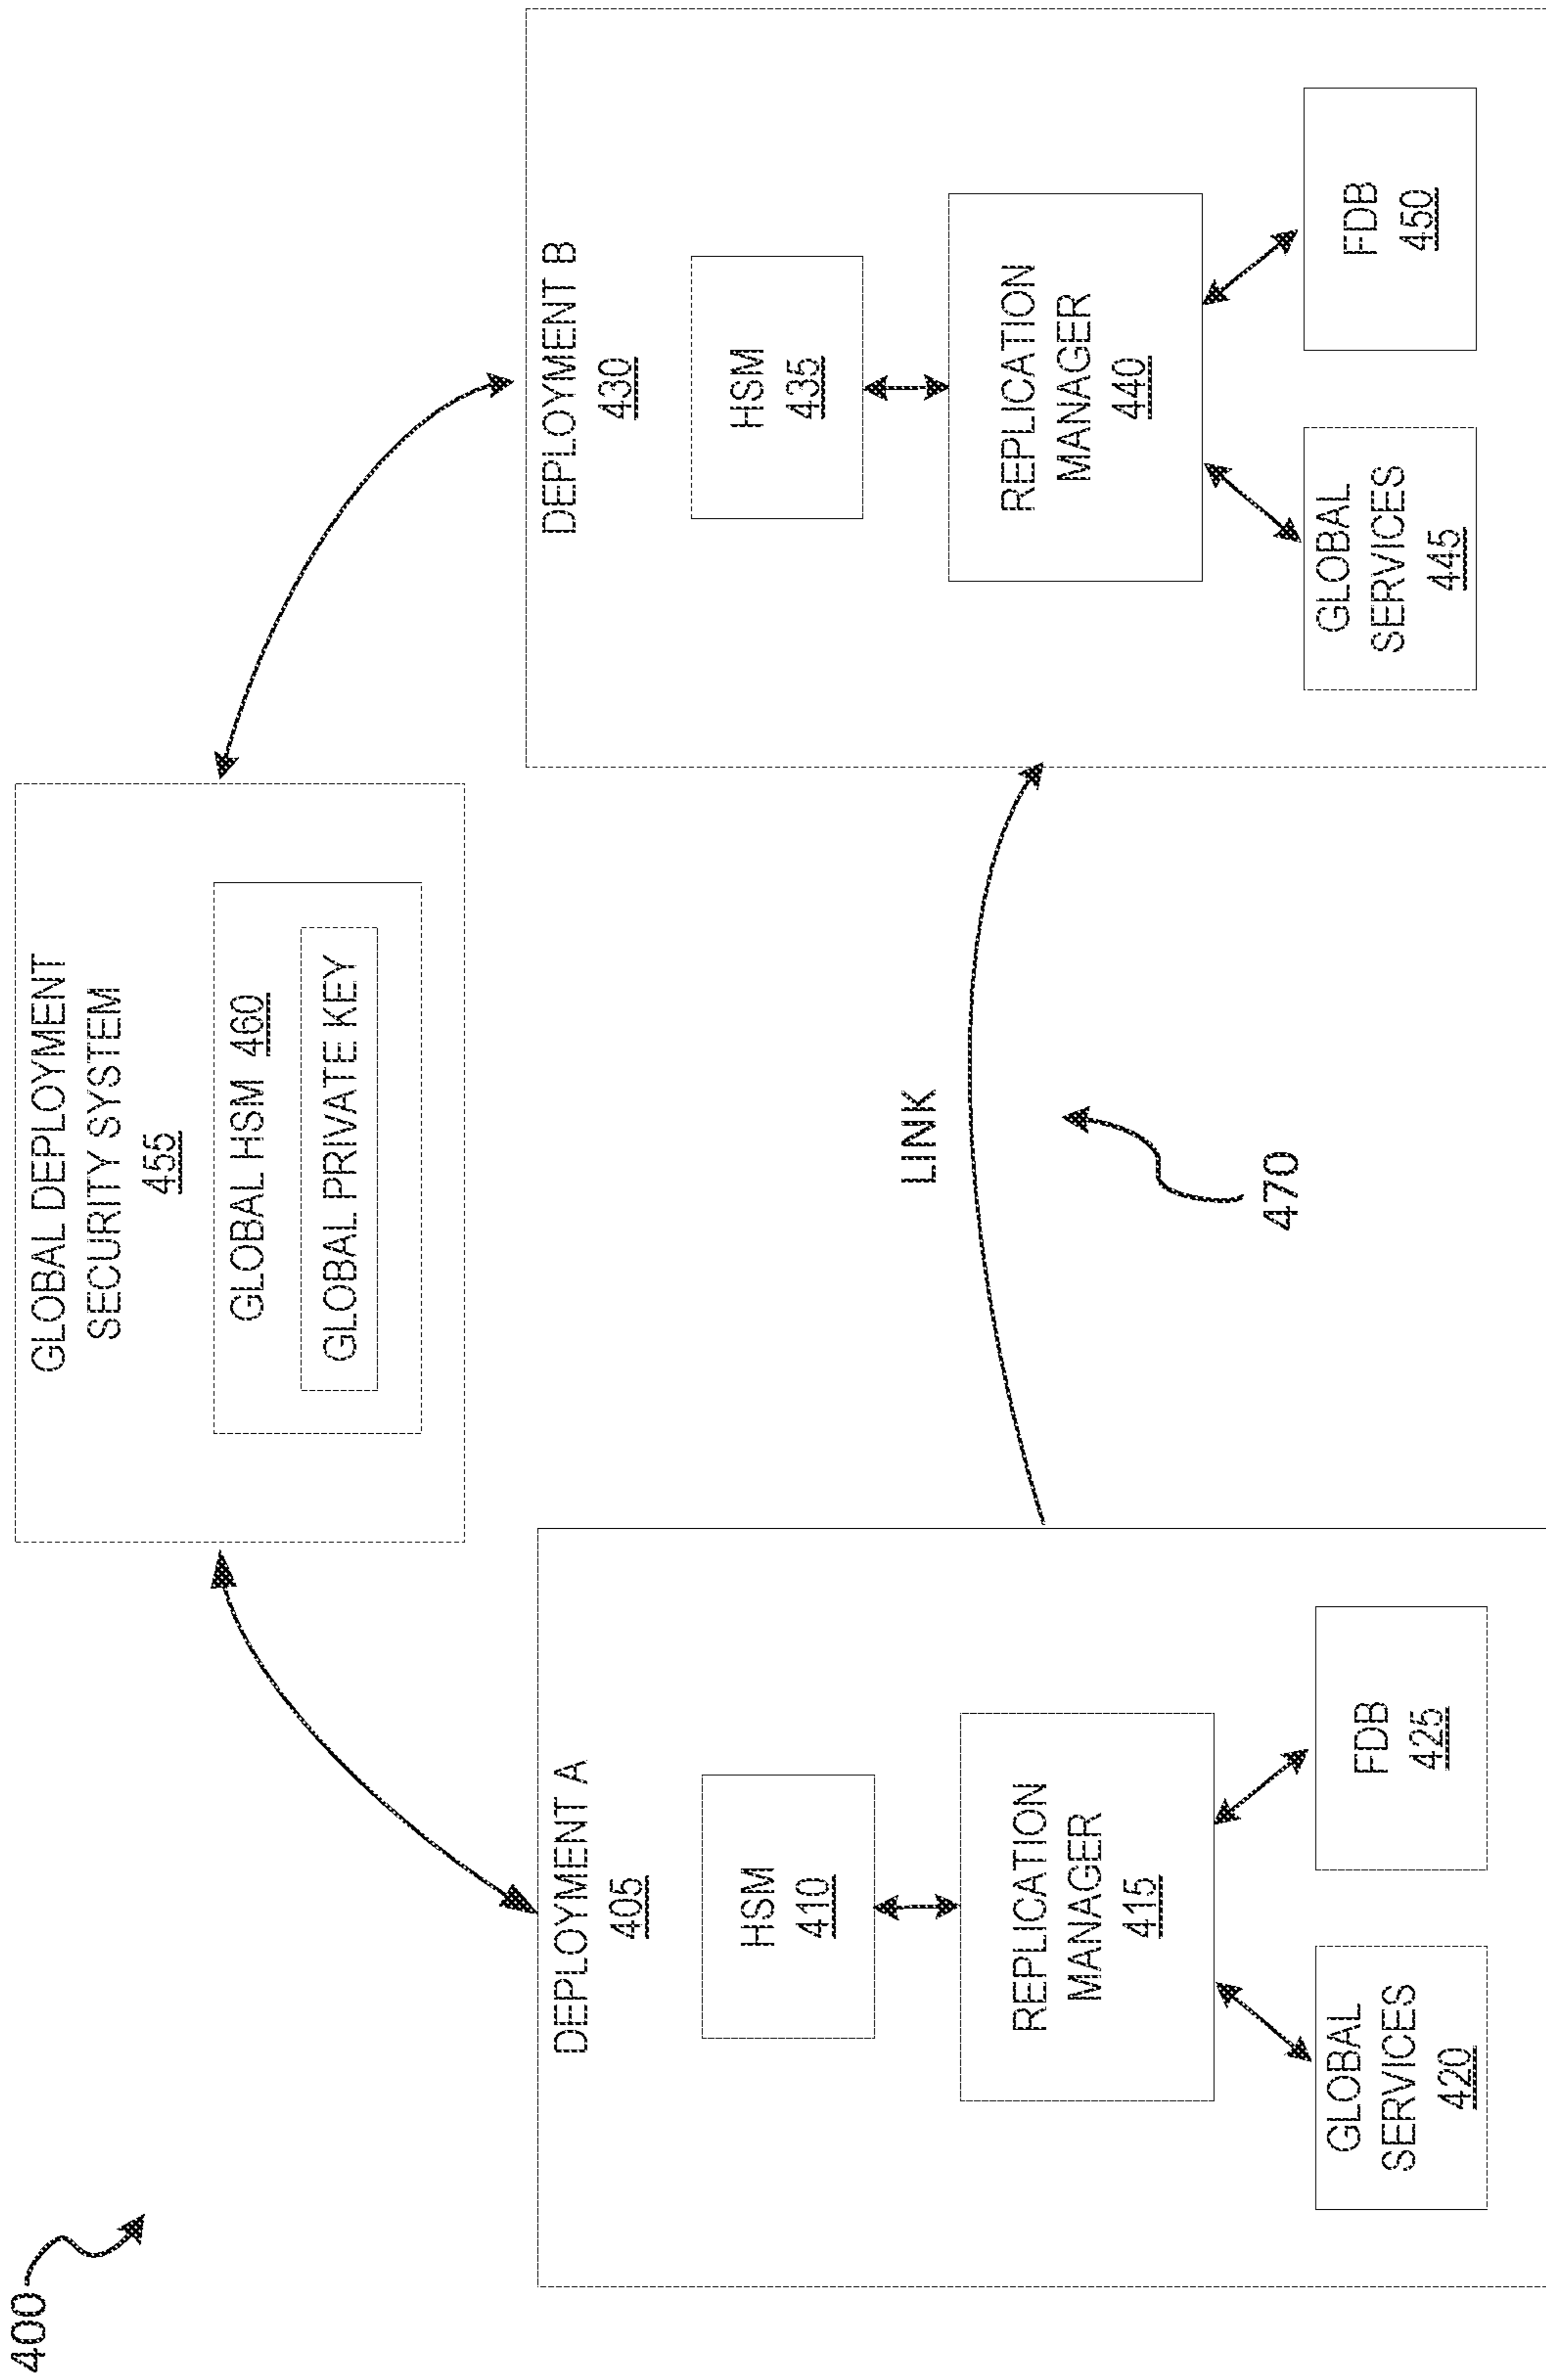 400
GLOBAL DEPLOYMENT
SECURITY SYSTEM
455
GLOBAL HSM 460
GLOBAL PRIVATE KEY
DEPLOYMENT A
405
HSM
410
REPLICATION
MANAGER
415
GLOBAL
SERVICES
420
FDB
425
LINK
470
DEPLOYMENT B
430
HSM
435
REPLICATION
MANAGER
440
GLOBAL
SERVICES
445
FDB
450